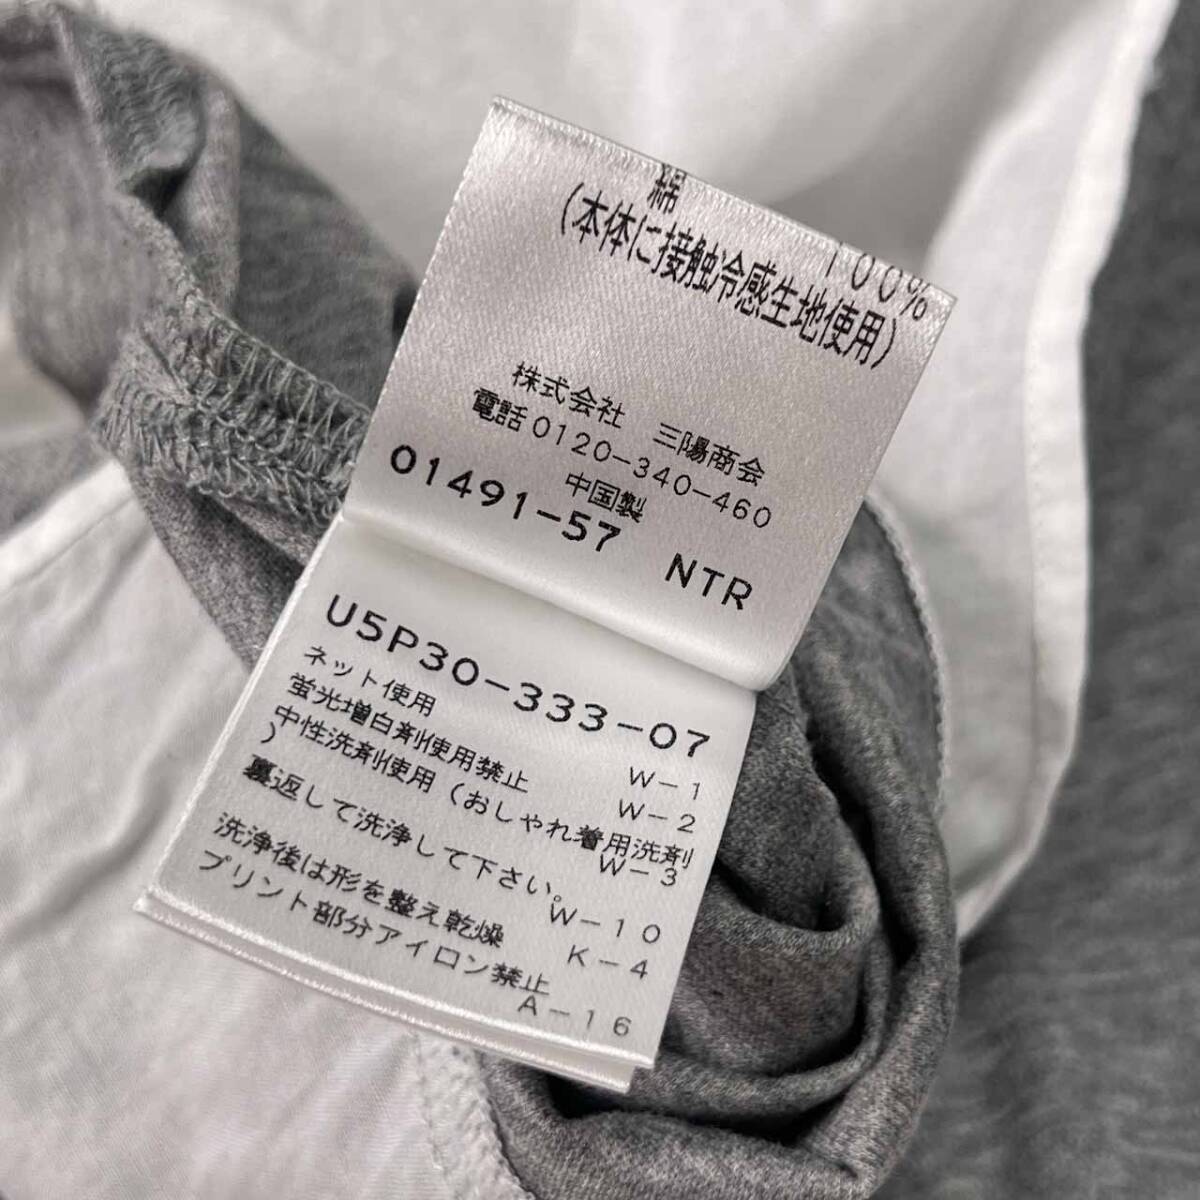 綿 100%
(本体に接触冷感生地使用)
株式会社 三陽商会
電話0120-340-460
中国製
01491-57 NTR
U5P30-333-07
ネット使用 W-1
蛍光増白剤使用禁止 W-2
中性洗剤使用(おしゃれ着用洗剤
) W-3
裏返して洗浄して下さい。 W-10
洗浄後は形を整え乾燥 K-4
プリント部分アイロン禁止 A-16